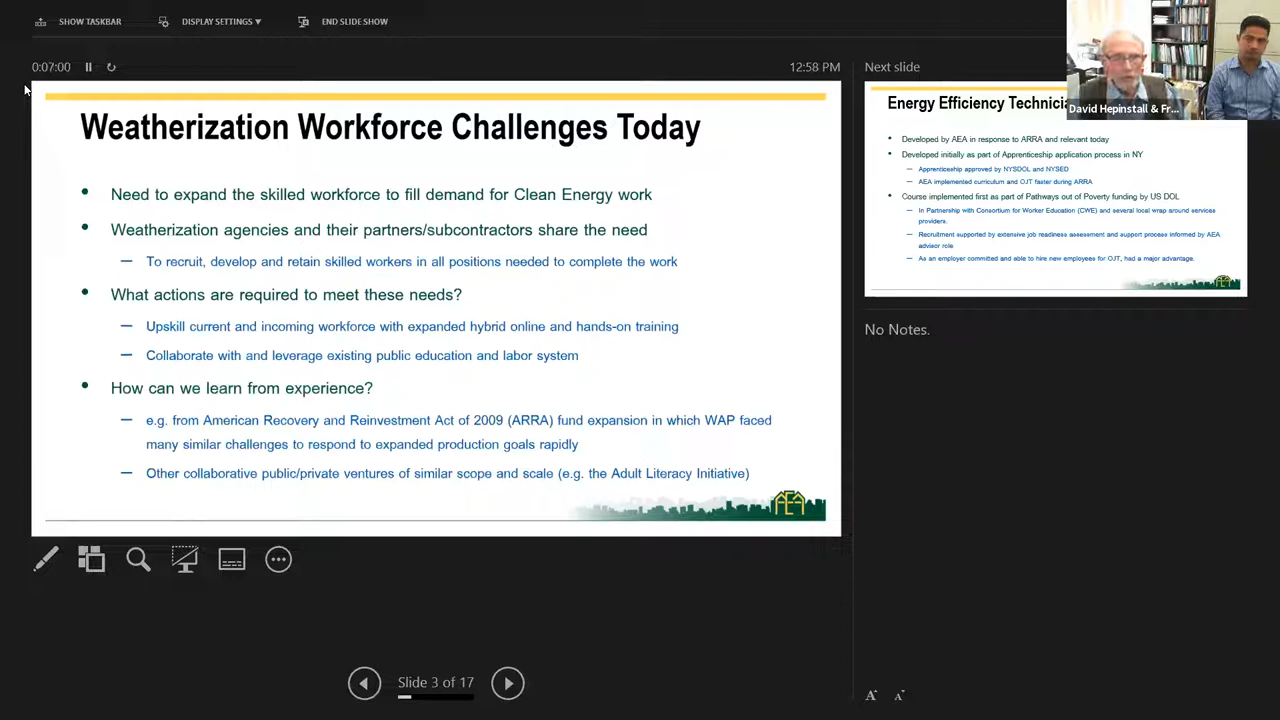 SHOW TASKBAR
DISPLAY SETTINGS ▼
END SLIDE SHOW
0:07:00
12:58 PM
Weatherization Workforce Challenges Today
• Need to expand the skilled workforce to fill demand for Clean Energy work
• Weatherization agencies and their partners/subcontractors share the need
— To recruit, develop and retain skilled workers in all positions needed to complete the work
• What actions are required to meet these needs?
— Upskill current and incoming workforce with expanded hybrid online and hands-on training
— Collaborate with and leverage existing public education and labor system
• How can we learn from experience?
— e.g. from American Recovery and Reinvestment Act of 2009 (ARRA) fund expansion in which WAP faced
many similar challenges to respond to expanded production goals rapidly
— Other collaborative public/private ventures of similar scope and scale (e.g. the Adult Literacy Initiative)
AEA
Slide 3 of 17
Next slide
David Hepinstall & Fr...
Energy Efficiency Technicia
• Developed by AEA in response to ARRA and relevant today
• Developed initially as part of Apprenticeship application process in NY
— Apprenticeship approved by NYSDOL and NYSED
— AEA implemented curriculum and OJT faster during ARRA
• Course implemented first as part of Pathways out of Poverty funding by US DOL
— In Partnership with Consortium for Worker Education (CWE) and several local wrap around services
providers.
— Recruitment supported by extensive job readiness assessment and support process informed by AEA
advisor role
— As an employer committed and able to hire new employees for OJT, had a major advantage.
AEA
No Notes.
A A